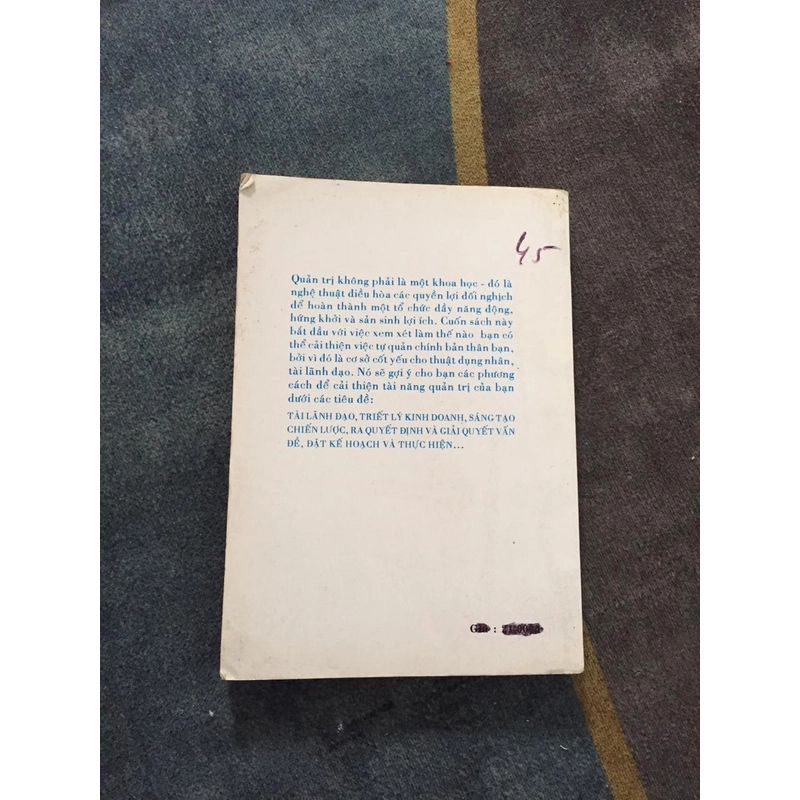 45
Quản trị không phải là một khoa học - đó là
nghệ thuật điều hòa các quyền lợi đối nghịch
để hoàn thành một tổ chức đầy năng động,
hứng khởi và sản sinh lợi ích. Cuốn sách này
bắt đầu với việc xem xét làm thế nào bạn có
thể cải thiện việc tự quản chính bản thân bạn,
bởi vì đó là cơ sở cốt yếu cho thuật dụng nhân,
tài lãnh đạo. Nó sẽ gợi ý cho bạn các phương
cách để cải thiện tài năng quản trị của bạn
dưới các tiêu đề:
TÀI LÃNH ĐẠO, TRIẾT LÝ KINH DOANH, SÁNG TẠO
CHIẾN LƯỢC, RA QUYẾT ĐỊNH VÀ GIẢI QUYẾT VẤN
ĐỀ, ĐẶT KẾ HOẠCH VÀ THỰC HIỆN...